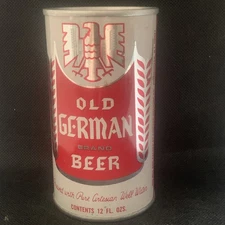 OLD
GERMAN
BRAND
BEER
with Pure Artesian Well Water
CONTENTS 12 FL. OZS.